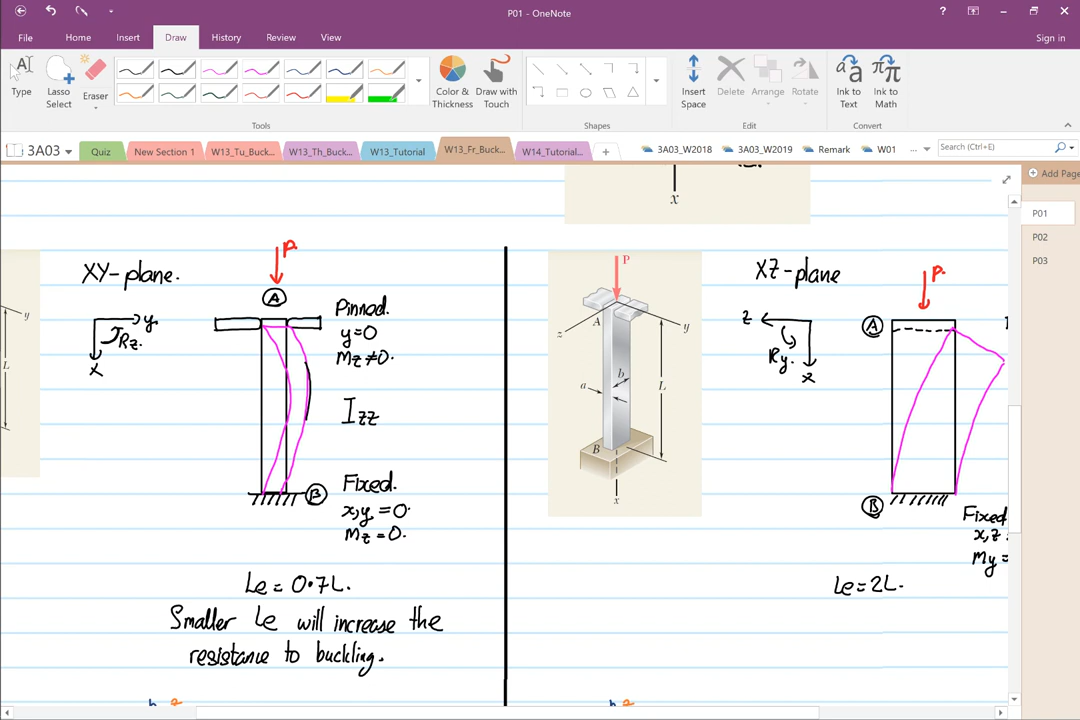 P01 - OneNote
?
File
Home
Insert
Draw
History
Review
View
Sign in
Type
Lasso Select
Eraser
Color & Thickness
Draw with Touch
Insert Space
Delete
Arrange
Rotate
Ink to Text
Ink to Math
Tools
Shapes
Edit
Convert
3A03
Quiz
New Section 1
W13_Tu_Buck...
W13_Th_Buck...
W13_Tutorial
W13_Fr_Buck...
W14_Tutorial...
3A03_W2018
3A03_W2019
Remark
W01
...
Search (Ctrl+E)
Add Page
P01
P02
P03
x
y
L
XY-plane.
P.
A
y
Rz.
x
Pinned.
y=0
Mz≠0.
Izz
B
Fixed.
x,y=0.
Mz=0.
Le=0.7L.
Smaller Le will increase the
resistance to buckling.
P
A
z
y
b
a
L
B
x
XZ-plane
z
Ry.
x
P.
A
B
Fixed
x,z=
My=
Le=2L.
b z
b z